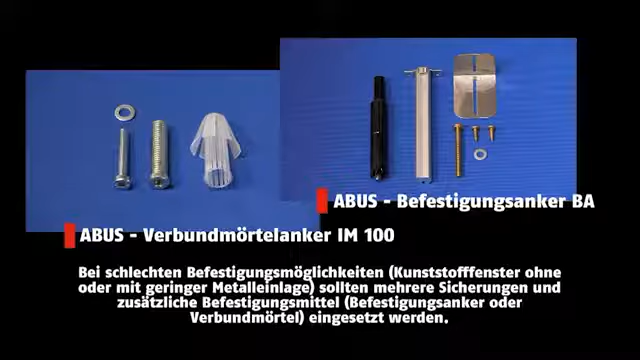 ABUS - Befestigungsanker BA
ABUS - Verbundmörtelanker IM 100
Bei schlechten Befestigungsmöglichkeiten (Kunststofffenster ohne
oder mit geringer Metalleinlage) sollten mehrere Sicherungen und
zusätzliche Befestigungsmittel (Befestigungsanker oder
Verbundmörtel) eingesetzt werden.